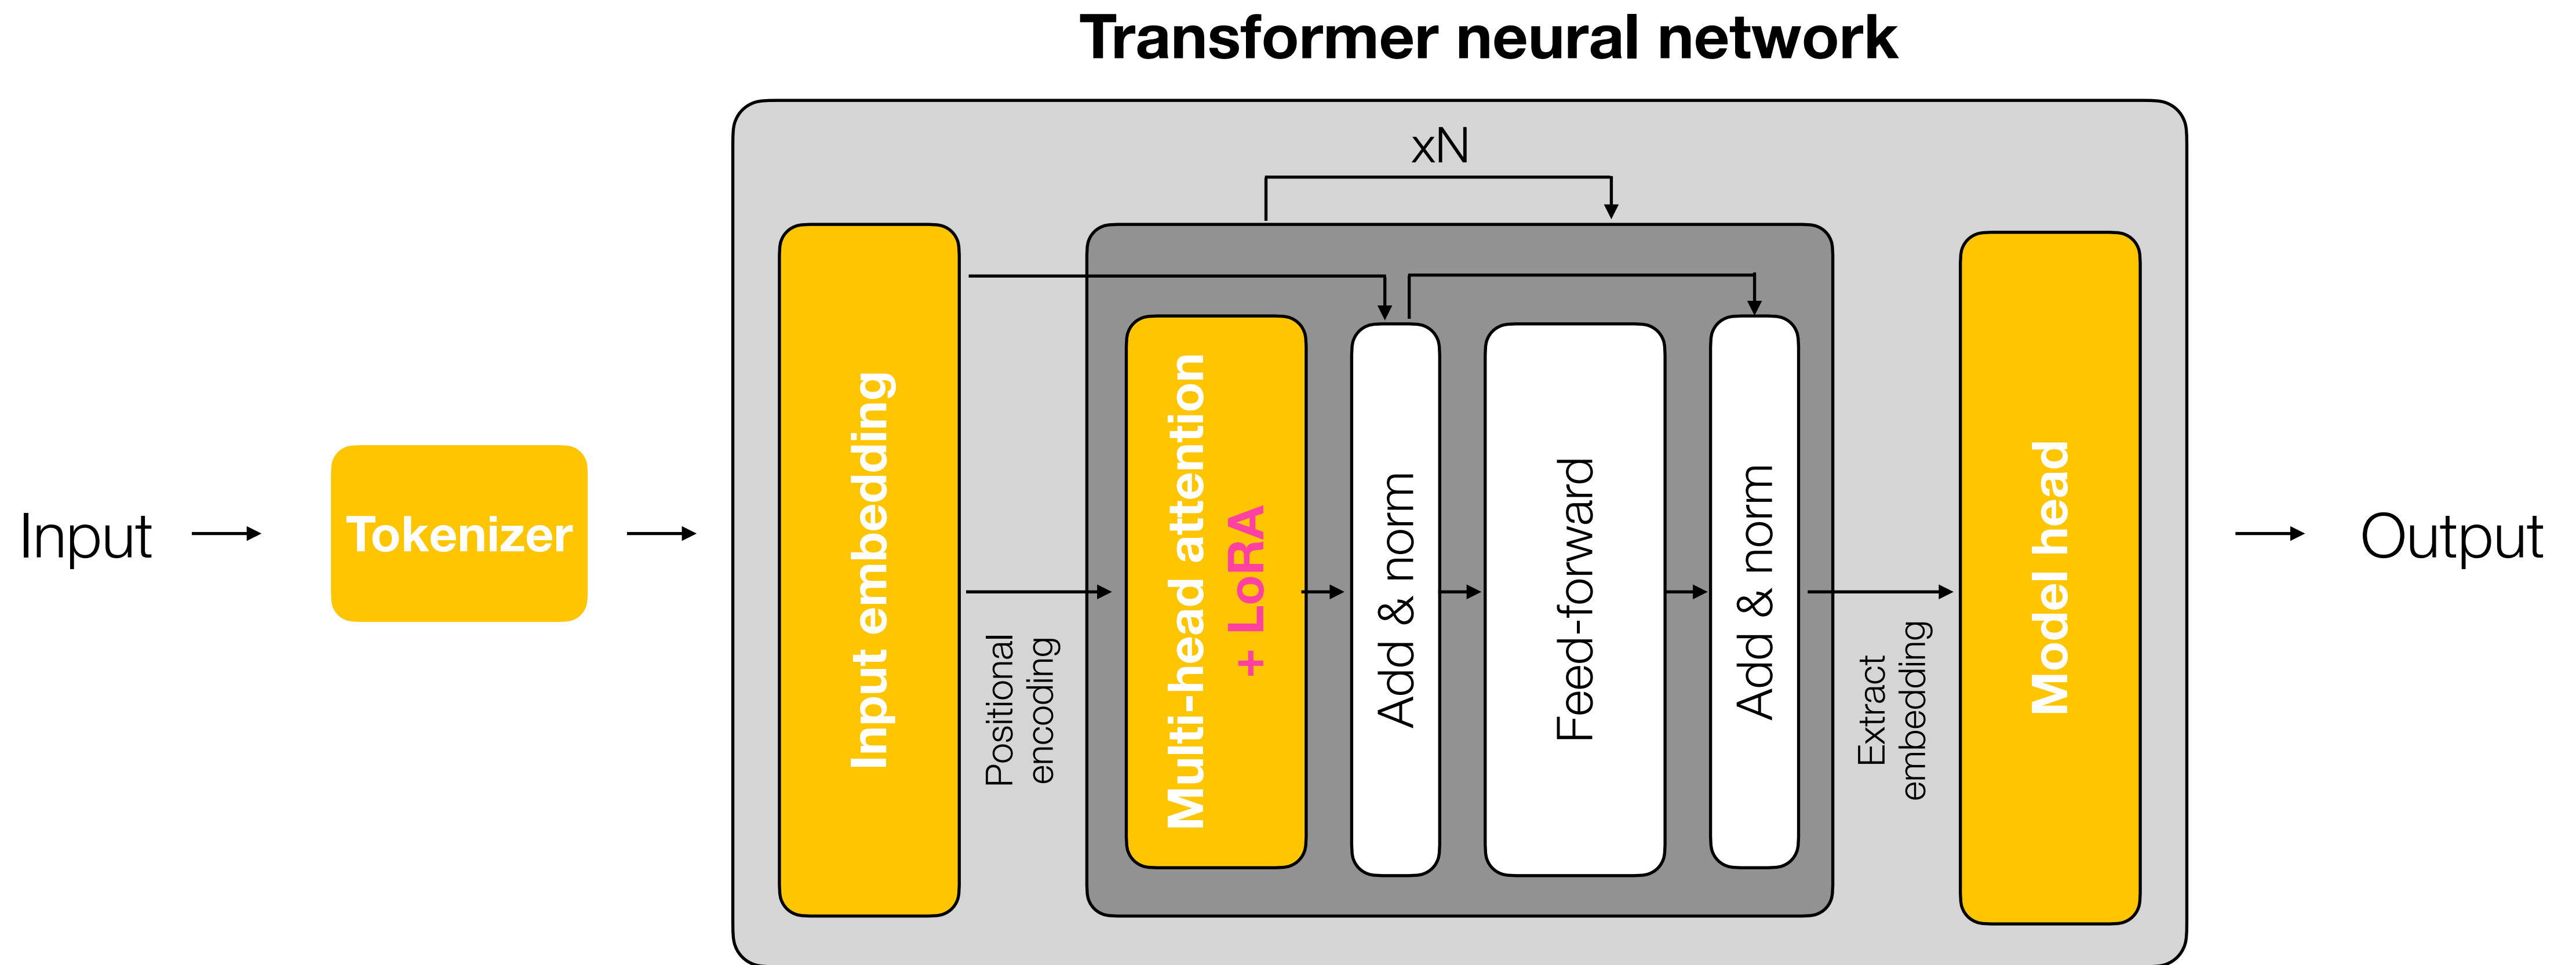 Transformer neural network
xN
Input
Tokenizer
Input embedding
Positional
encoding
Multi-head attention
+ LoRA
Add & norm
Feed-forward
Add & norm
Extract
embedding
Model head
Output